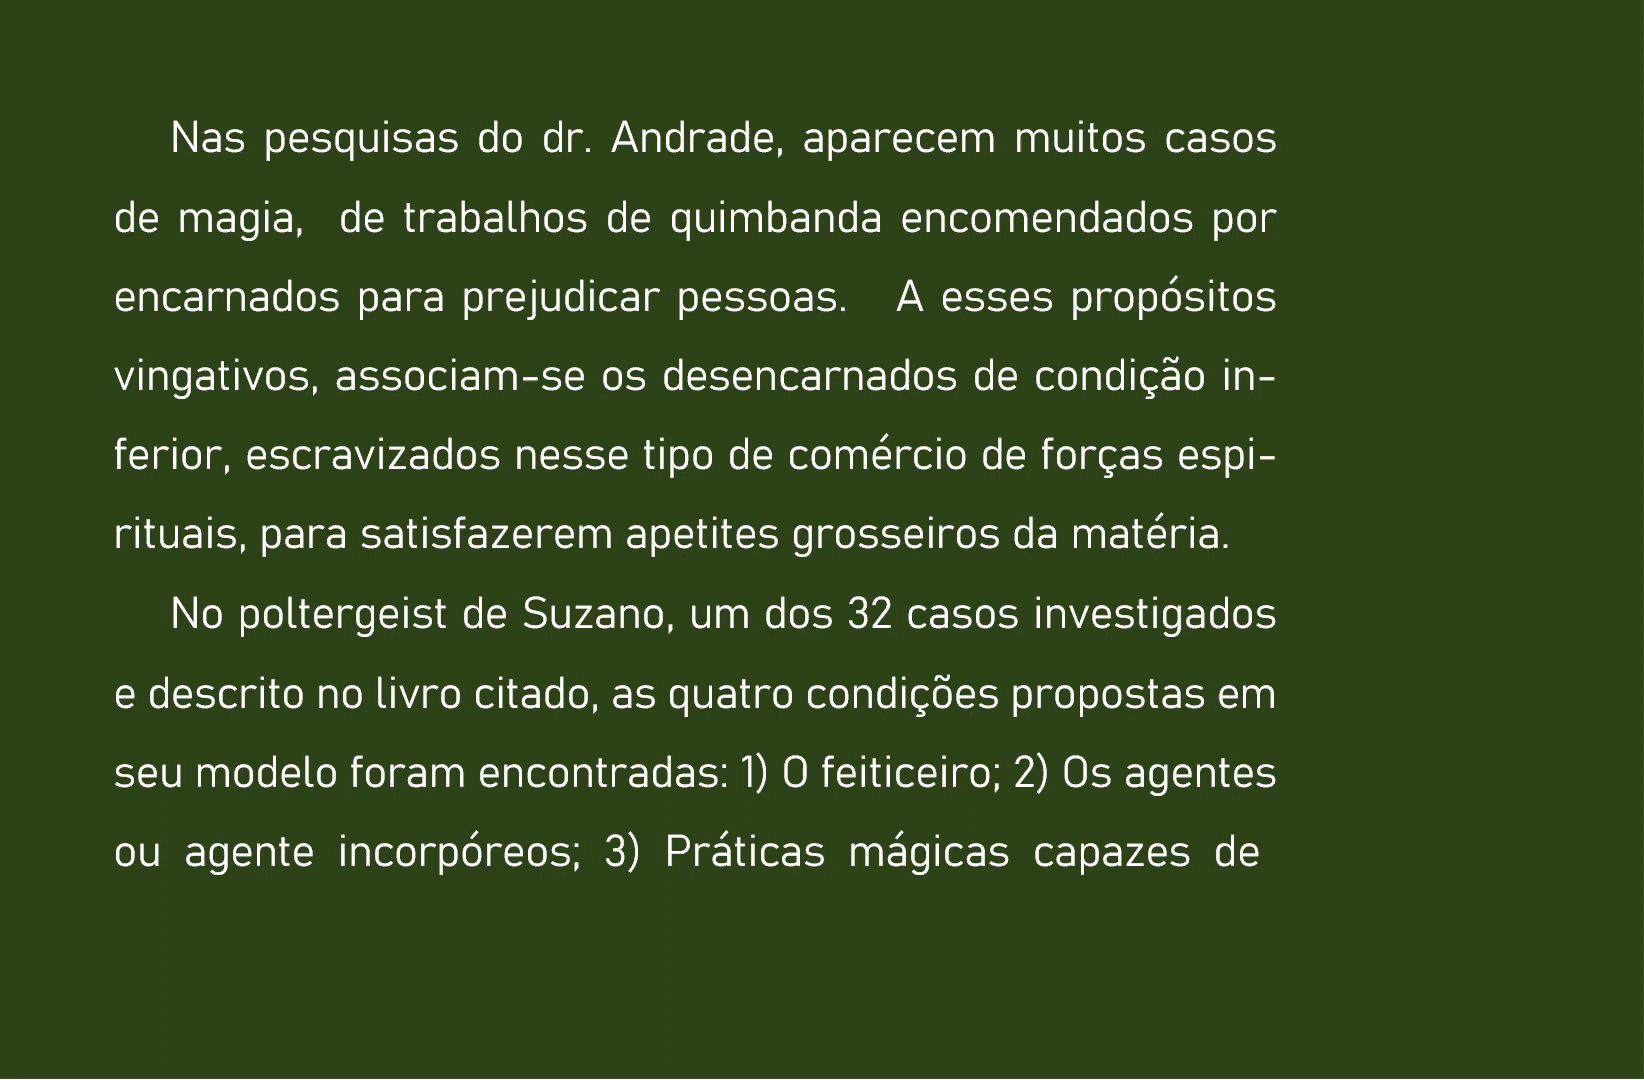 Nas pesquisas do dr. Andrade, aparecem muitos casos
de magia, de trabalhos de quimbanda encomendados por
encarnados para prejudicar pessoas. A esses propósitos
vingativos, associam-se os desencarnados de condição in-
ferior, escravizados nesse tipo de comércio de forças espi-
rituais, para satisfazerem apetites grosseiros da matéria.
No poltergeist de Suzano, um dos 32 casos investigados
e descrito no livro citado, as quatro condições propostas em
seu modelo foram encontradas: 1) O feiticeiro; 2) Os agentes
ou agente incorpóreos; 3) Práticas mágicas capazes de